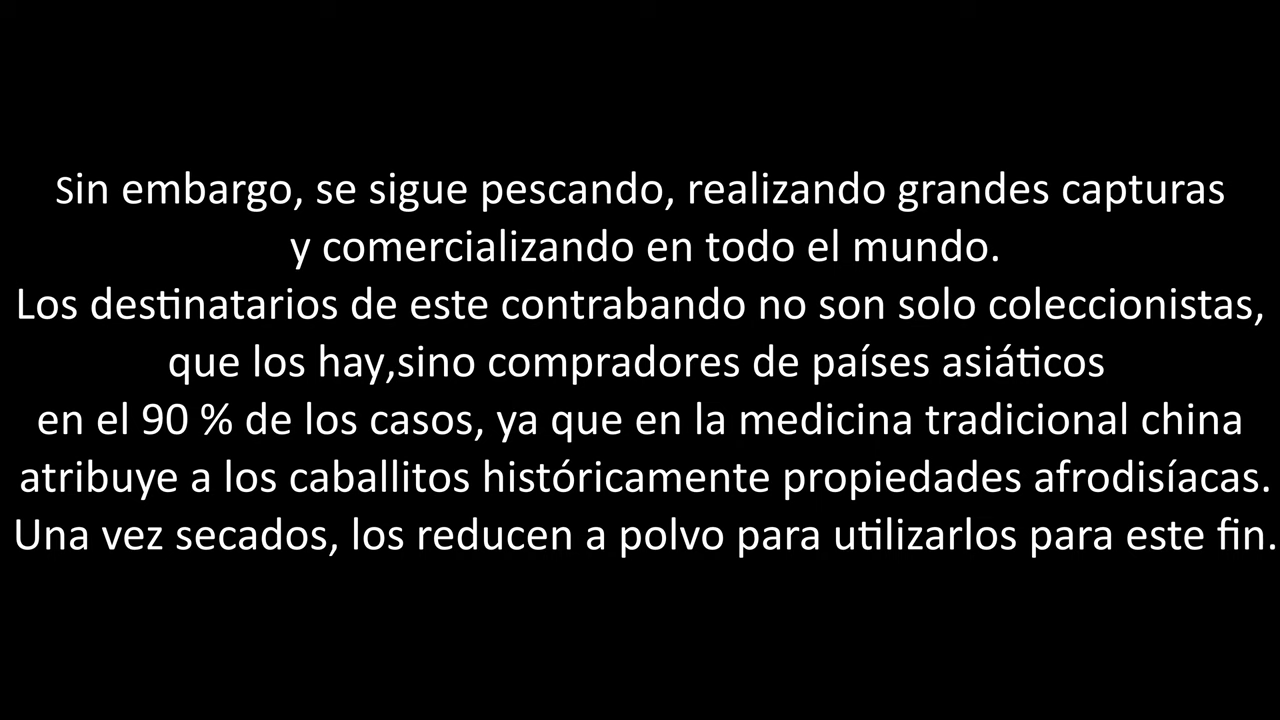 Sin embargo, se sigue pescando, realizando grandes capturas
y comercializando en todo el mundo.
Los destinatarios de este contrabando no son solo coleccionistas,
que los hay,sino compradores de países asiáticos
en el 90 % de los casos, ya que en la medicina tradicional china
atribuye a los caballitos históricamente propiedades afrodisíacas.
Una vez secados, los reducen a polvo para utilizarlos para este fin.